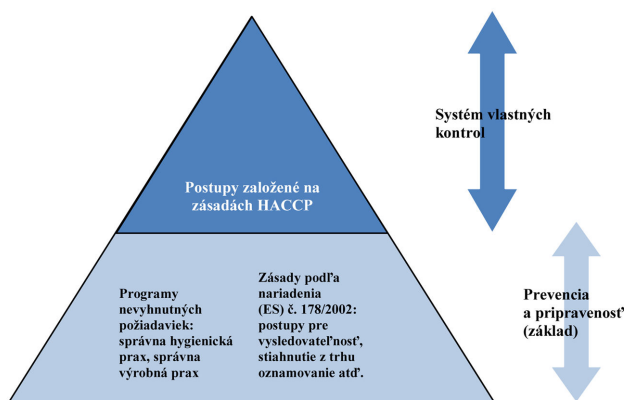 Systém vlastných
kontrol
Postupy založené na
zásadách HACCP
Programy
nevyhnutných
požiadaviek:
správna hygienická
prax, správna
výrobná prax
Zásady podľa
nariadenia
(ES) č. 178/2002:
postupy pre
vysledovateľnosť,
stiahnutie z trhu
oznamovanie atď.
Prevencia
a pripravenosť
(základ)